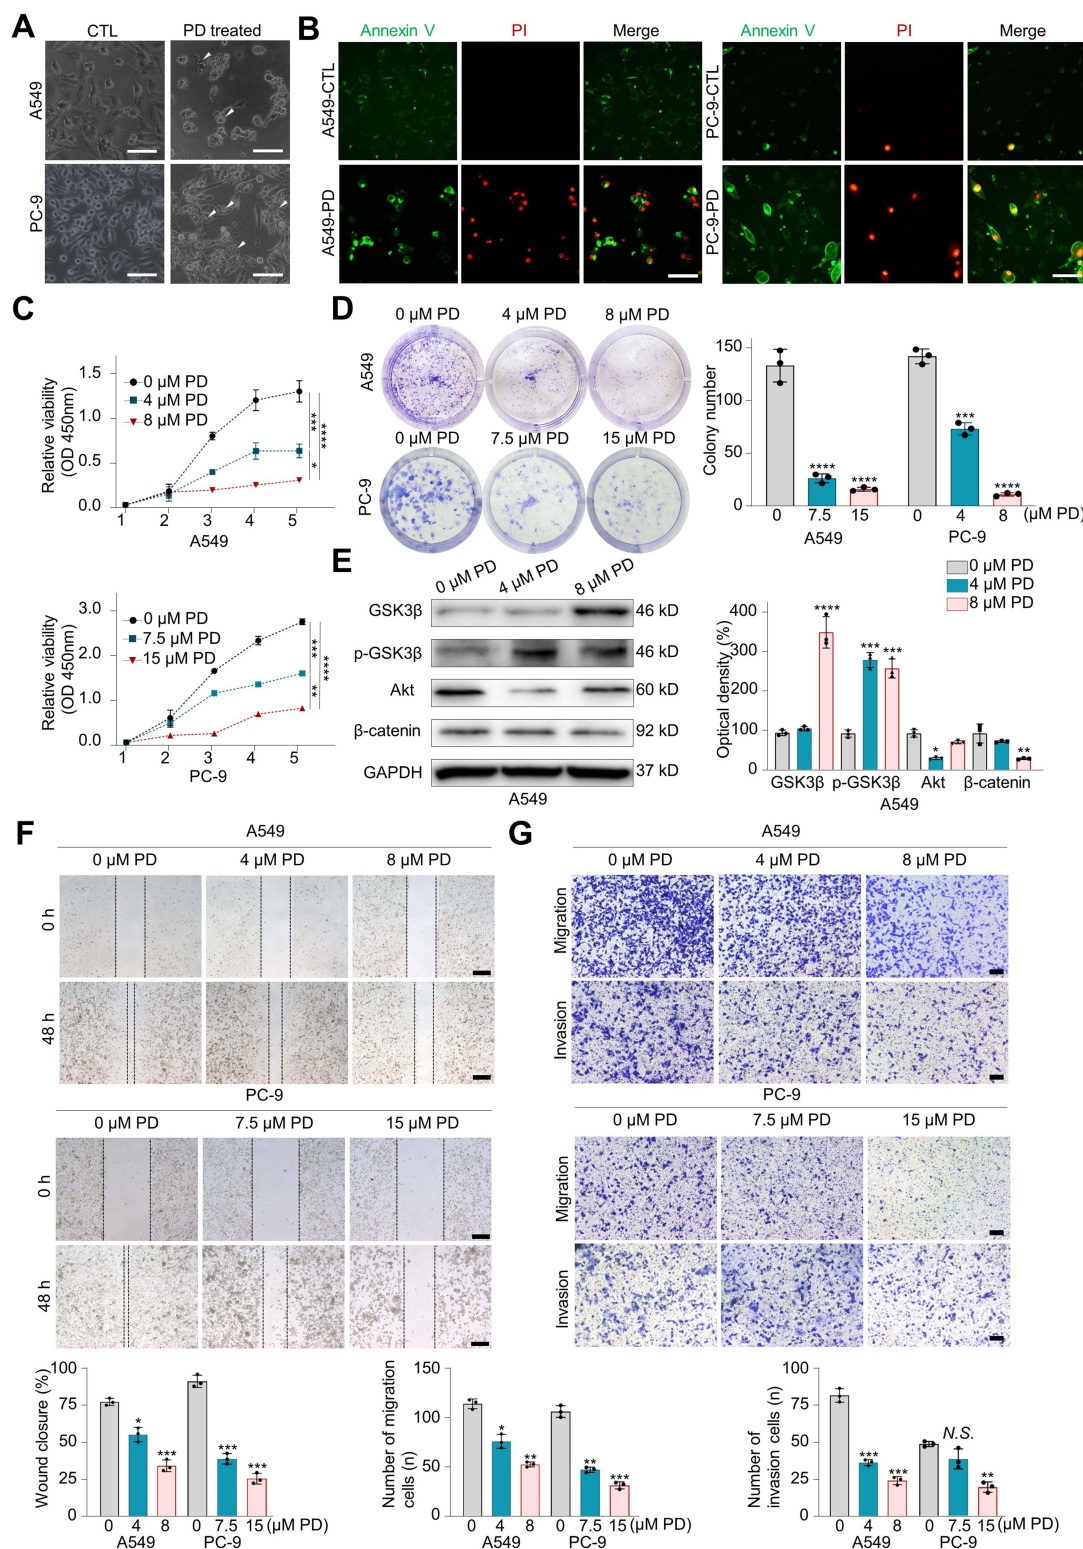 A
CTL
PD treated
A549
PC-9
B
Annexin V
PI
Merge
Annexin V
PI
Merge
A549-CTL
PC-9-CTL
A549-PD
PC-9-PD
C
Relative viability
(OD 450nm)
1.5
1.0
0.5
0.0
0 µM PD
4 µM PD
8 µM PD
***
****
*
1 2 3 4 5
A549
Relative viability
(OD 450nm)
3.0
2.0
1.0
0.0
0 µM PD
7.5 µM PD
15 µM PD
***
****
**
1 2 3 4 5
PC-9
D
0 µM PD
4 µM PD
8 µM PD
A549
0 µM PD
7.5 µM PD
15 µM PD
PC-9
Colony number
150
100
50
0
****
****
***
****
0 7.5 15 0 4 8 (µM PD)
A549 PC-9
E
0 µM PD
4 µM PD
8 µM PD
GSK3β 46 kD
p-GSK3β 46 kD
Akt 60 kD
β-catenin 92 kD
GAPDH 37 kD
A549
0 µM PD
4 µM PD
8 µM PD
Optical density (%)
400
300
200
100
0
****
***
***
*
**
GSK3β p-GSK3β Akt β-catenin
A549
F
A549
0 µM PD
4 µM PD
8 µM PD
0 h
48 h
PC-9
0 µM PD
7.5 µM PD
15 µM PD
0 h
48 h
G
A549
0 µM PD
4 µM PD
8 µM PD
Migration
Invasion
PC-9
0 µM PD
7.5 µM PD
15 µM PD
Migration
Invasion
Wound closure (%)
100
75
50
25
0
*
***
***
***
0 4 8 0 7.5 15 (µM PD)
A549 PC-9
Number of migration
cells (n)
150
100
50
0
*
**
**
***
0 4 8 0 7.5 15 (µM PD)
A549 PC-9
Number of
invasion cells (n)
100
75
50
25
0
***
***
N.S.
**
0 4 8 0 7.5 15 (µM PD)
A549 PC-9